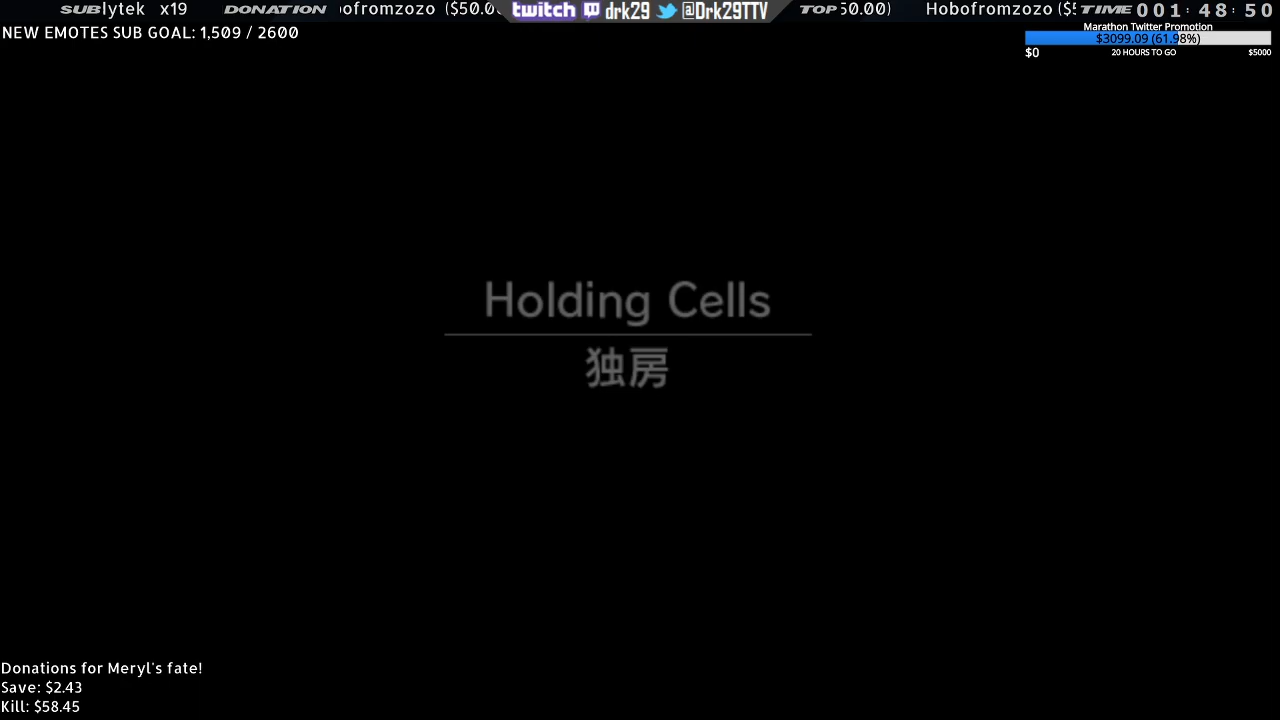 SUB lytek x19 DONATION ofromzozo ($50.0 twitch drk29 @Drk29TTV TOP 50.00) Hobofromzozo ($5 TIME 001:48:50
NEW EMOTES SUB GOAL: 1,509 / 2600
Marathon Twitter Promotion
$3099.09 (61.98%)
$0 20 HOURS TO GO $5000
Holding Cells
独房
Donations for Meryl's fate!
Save: $2.43
Kill: $58.45